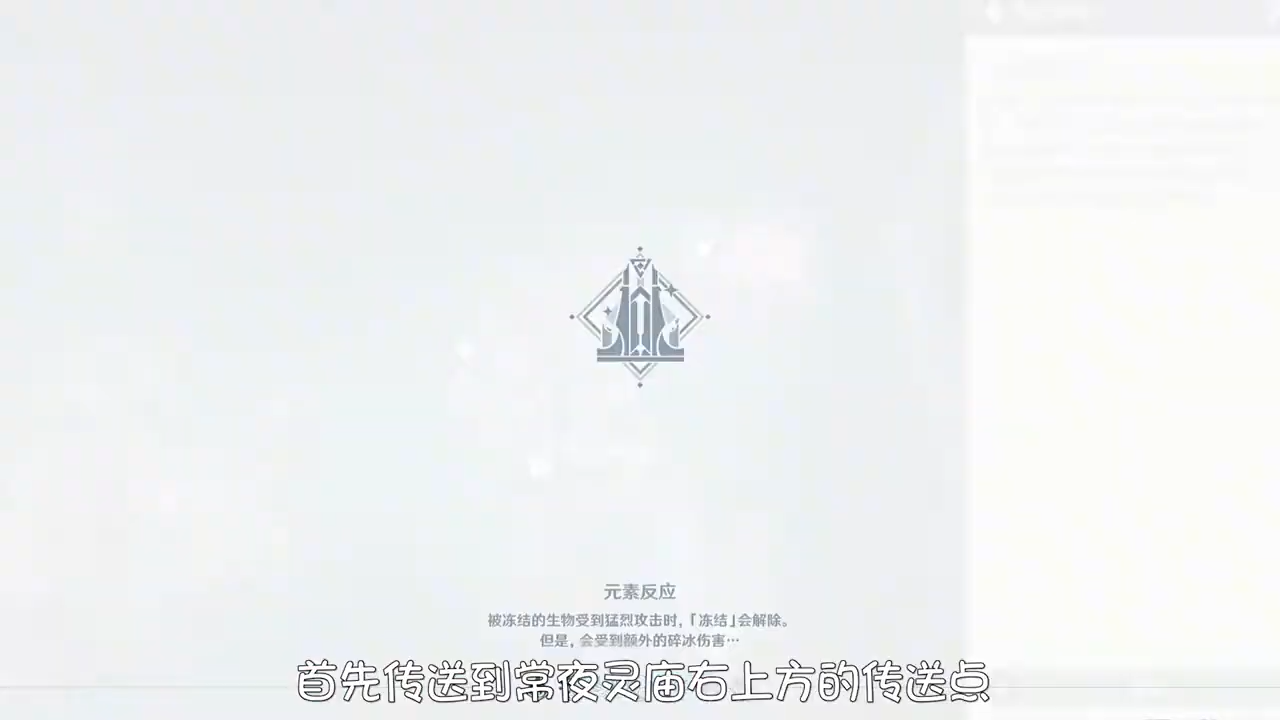 元素反应
被冻结的生物受到猛烈攻击时，「冻结」会解除。
但是，会受到额外的碎冰伤害…
首先传送到常夜灵庙右上方的传送点